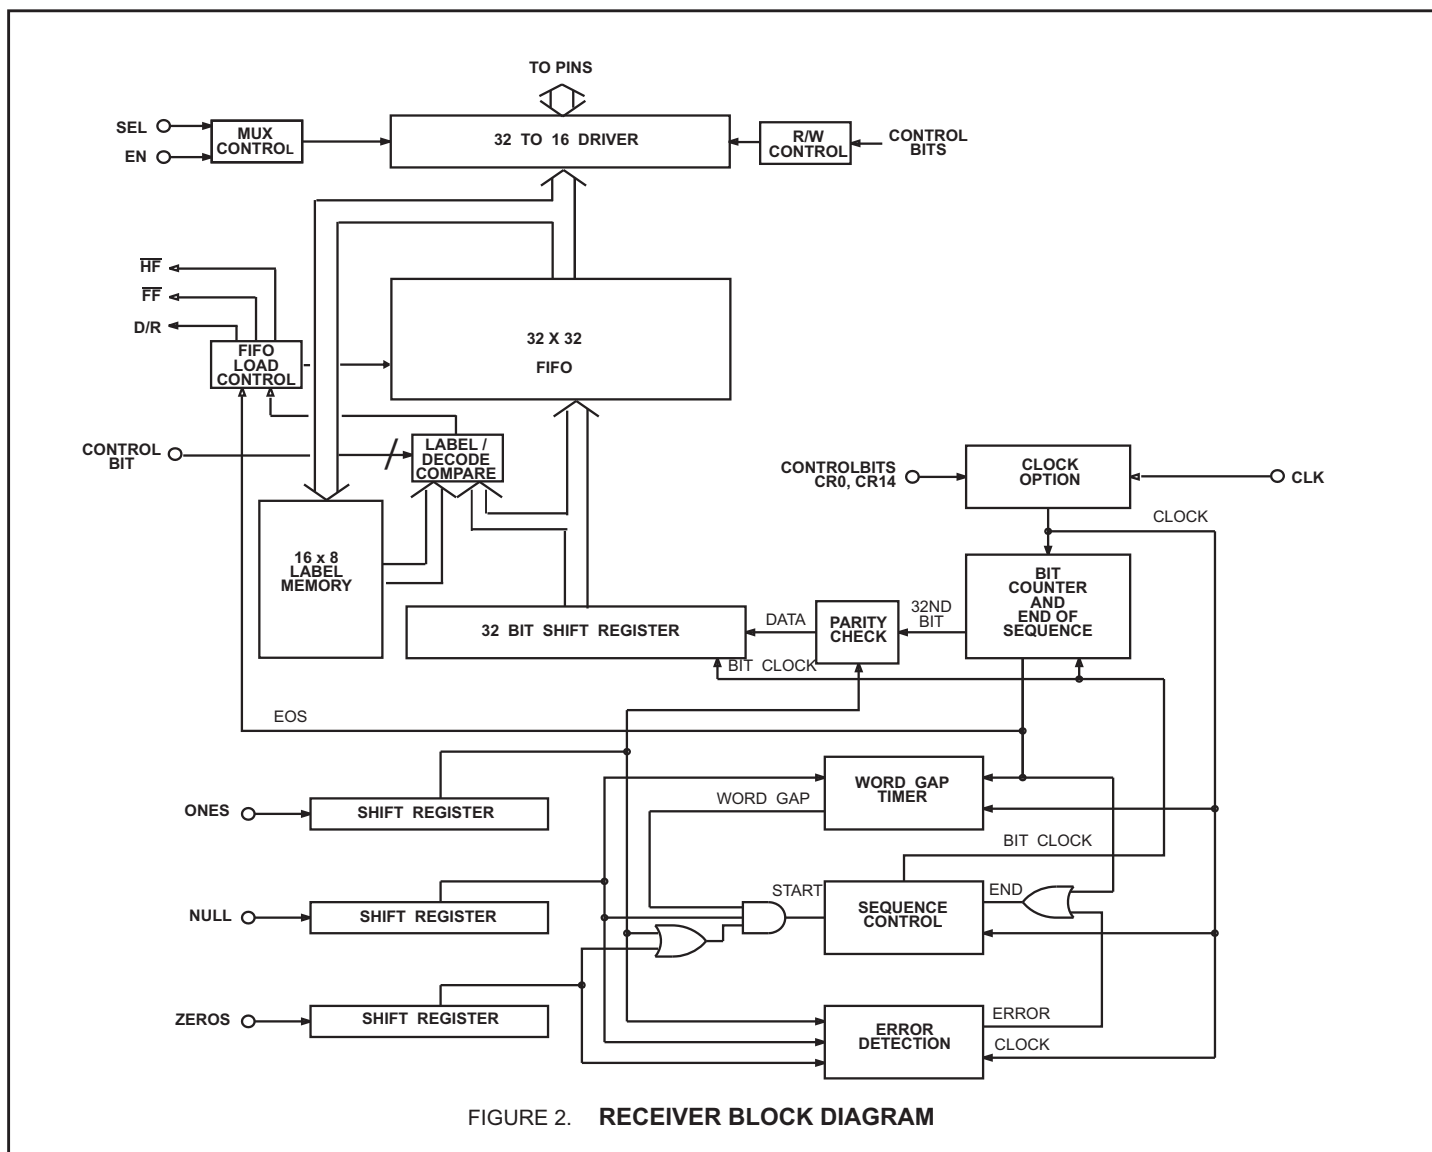 TO PINS
SEL
EN
MUX
CONTROL
32 TO 16 DRIVER
R/W
CONTROL
CONTROL
BITS
HF
FF
D/R
FIFO
LOAD
CONTROL
32 X 32
FIFO
CONTROL
BIT
LABEL /
DECODE
COMPARE
CONTROLBITS
CR0, CR14
CLOCK
OPTION
CLK
CLOCK
16 x 8
LABEL
MEMORY
BIT
COUNTER
AND
END OF
SEQUENCE
32ND
BIT
PARITY
CHECK
DATA
32 BIT SHIFT REGISTER
BIT CLOCK
EOS
WORD GAP
TIMER
WORD GAP
ONES
SHIFT REGISTER
BIT CLOCK
START
SEQUENCE
CONTROL
END
NULL
SHIFT REGISTER
ZEROS
SHIFT REGISTER
ERROR
DETECTION
ERROR
CLOCK
FIGURE 2. RECEIVER BLOCK DIAGRAM